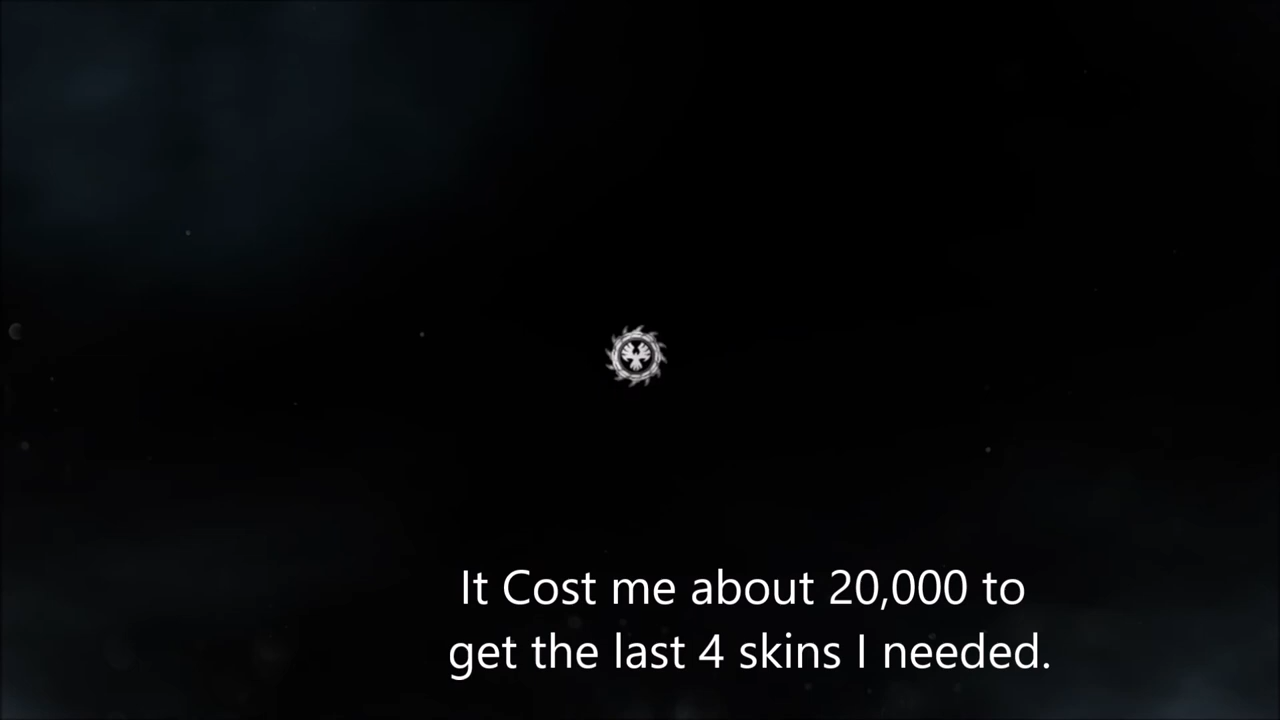 It Cost me about 20,000 to
get the last 4 skins I needed.